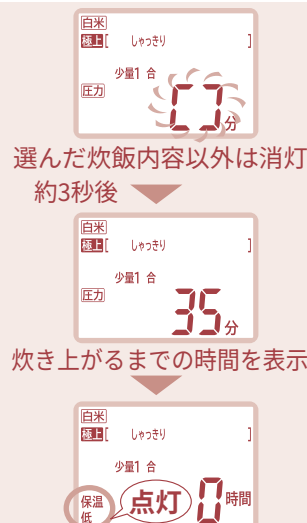 白米
極上[ しゃっきり ]
少量1 合
圧力
分
選んだ炊飯内容以外は消灯
約3秒後
白米
極上[ しゃっきり ]
少量1 合
圧力
35分
炊き上がるまでの時間を表示
白米
極上[ しゃっきり ]
少量1 合
保温 点灯 0時間
低